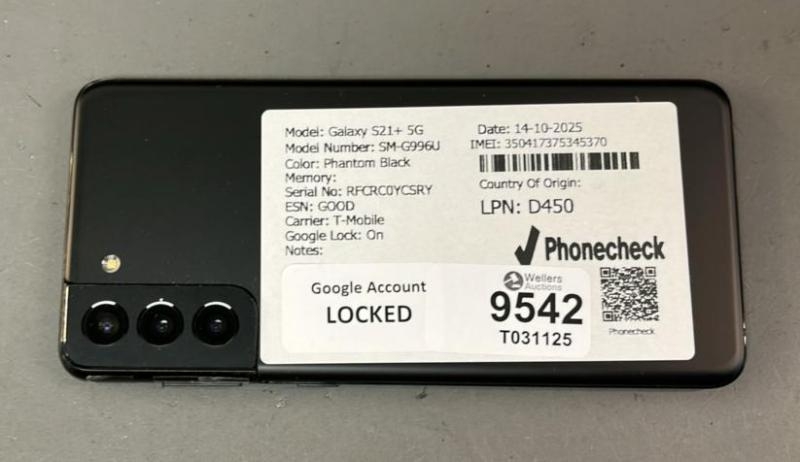 Model: Galaxy S21+ 5G
Model Number: SM-G996U
Color: Phantom Black
Memory:
Serial No: RFCRC0YCSRY
ESN: GOOD
Carrier: T-Mobile
Google Lock: On
Notes:
Date: 14-10-2025
IMEI: 350417375345370
Country Of Origin:
LPN: D450
Phonecheck
Google Account
LOCKED
Wellers
Auctions
9542
T031125
Phonecheck